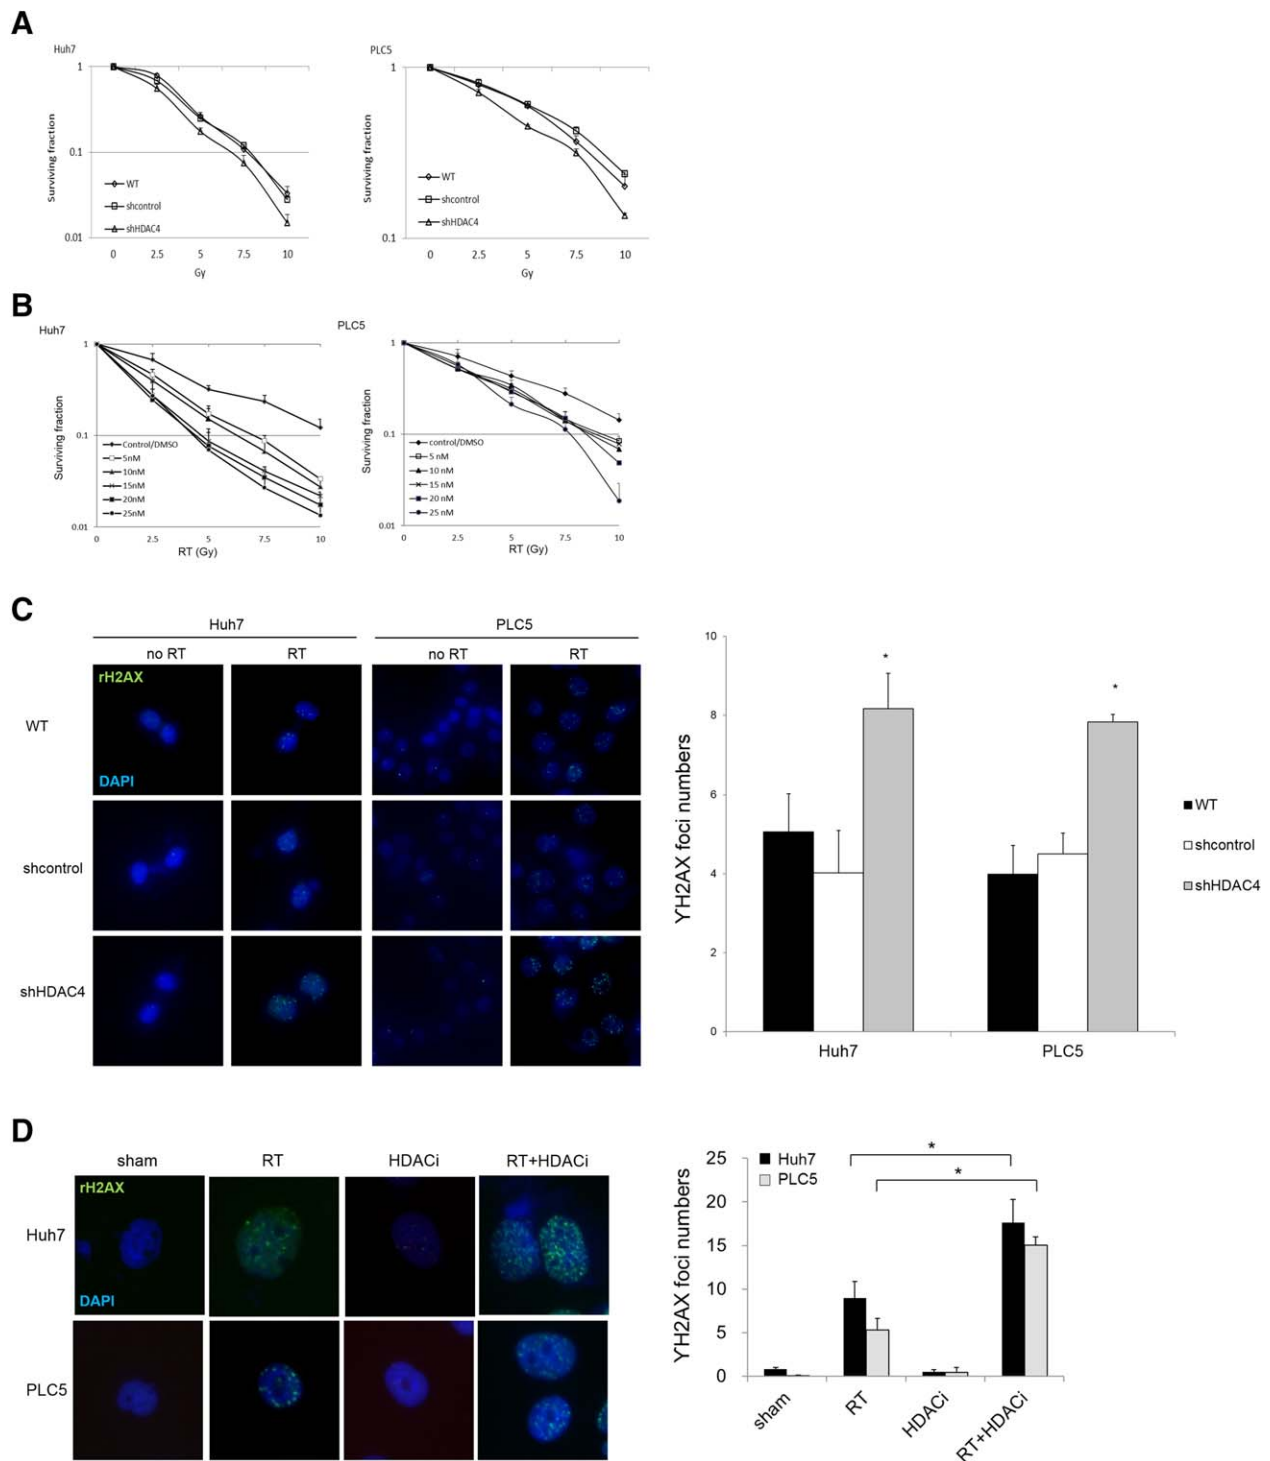 A
Huh7
Surviving fraction
1
0.1
0.01
WT
shcontrol
shHDAC4
0 2.5 5 7.5 10
Gy
PLC5
Surviving fraction
1
0.1
WT
shcontrol
shHDAC4
0 2.5 5 7.5 10
Gy
B
Huh7
Surviving fraction
1
0.1
0.01
Control/DMSO
5nM
10nM
15nM
20nM
25nM
0 2.5 5 7.5 10
RT (Gy)
PLC5
Surviving fraction
1
0.1
0.01
control/DMSO
5 nM
10 nM
15 nM
20 nM
25 nM
0 2.5 5 7.5 10
RT (Gy)
C
Huh7 PLC5
no RT RT no RT RT
rH2AX
WT
DAPI
shcontrol
shHDAC4
ϒH2AX foci numbers
10
8
6
4
2
0
* *
Huh7 PLC5
WT
shcontrol
shHDAC4
D
sham RT HDACi RT+HDACi
rH2AX
Huh7
DAPI
PLC5
ϒH2AX foci numbers
25
20
15
10
5
0
Huh7
PLC5
*
*
sham RT HDACi RT+HDACi